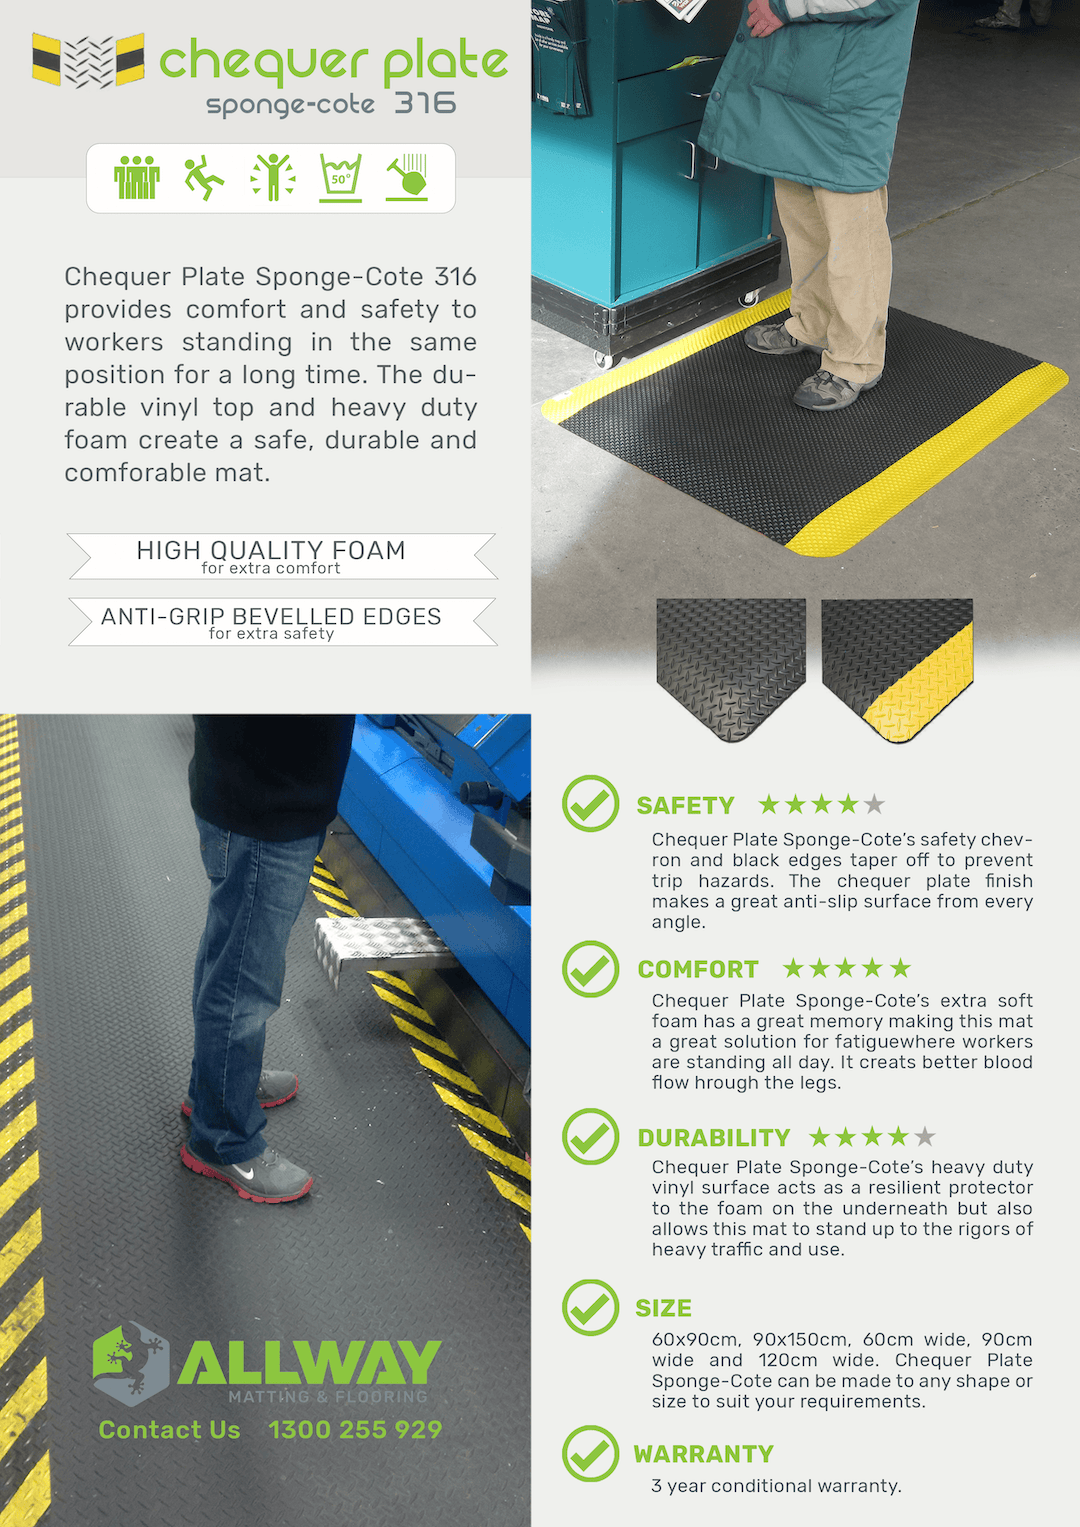 chequer plate
sponge-cote 316
50°
Chequer Plate Sponge-Cote 316
provides comfort and safety to
workers standing in the same
position for a long time. The du-
rable vinyl top and heavy duty
foam create a safe, durable and
comforable mat.
HIGH QUALITY FOAM
for extra comfort
ANTI-GRIP BEVELLED EDGES
for extra safety
SAFETY
Chequer Plate Sponge-Cote's safety chev-
ron and black edges taper off to prevent
trip hazards. The chequer plate finish
makes a great anti-slip surface from every
angle.
COMFORT
Chequer Plate Sponge-Cote's extra soft
foam has a great memory making this mat
a great solution for fatiguewhere workers
are standing all day. It creats better blood
flow hrough the legs.
DURABILITY
Chequer Plate Sponge-Cote's heavy duty
vinyl surface acts as a resilient protector
to the foam on the underneath but also
allows this mat to stand up to the rigors of
heavy traffic and use.
SIZE
60x90cm, 90x150cm, 60cm wide, 90cm
wide and 120cm wide. Chequer Plate
Sponge-Cote can be made to any shape or
size to suit your requirements.
WARRANTY
3 year conditional warranty.
ALLWAY
MATTING & FLOORING
Contact Us 1300 255 929